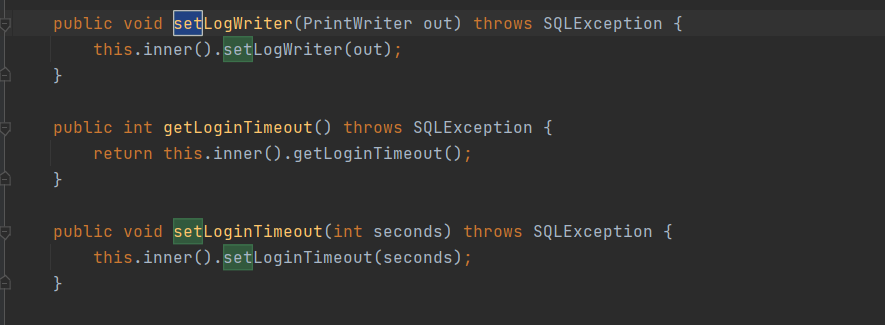 public void setLogWriter(PrintWriter out) throws SQLException {
this.inner().setLogWriter(out);
}
public int getLoginTimeout() throws SQLException {
return this.inner().getLoginTimeout();
}
public void setLoginTimeout(int seconds) throws SQLException {
this.inner().setLoginTimeout(seconds);
}